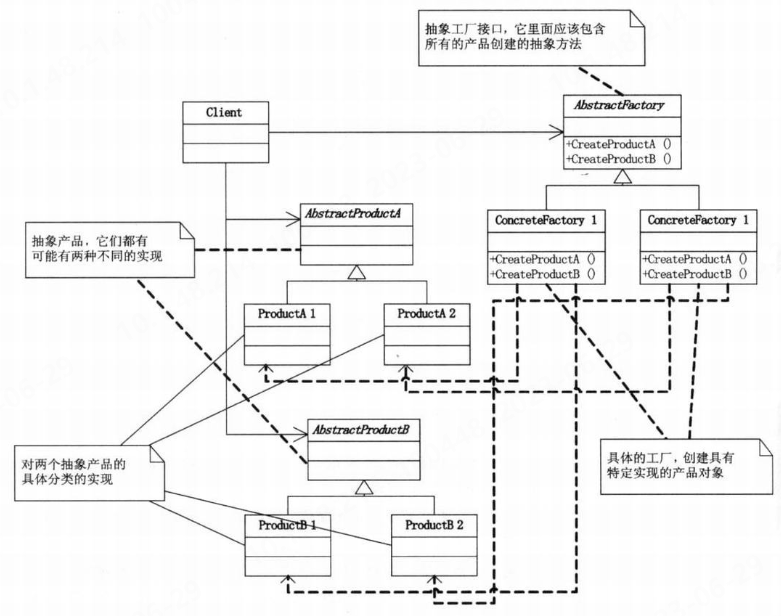 抽象工厂接口，它里面应该包含
所有的产品创建的抽象方法
Client
AbstractFactory
+CreateProductA ()
+CreateProductB ()
AbstractProductA
ConcreteFactory 1
+CreateProductA ()
+CreateProductB ()
ConcreteFactory 1
+CreateProductA ()
+CreateProductB ()
抽象产品，它们都有
可能有两种不同的实现
ProductA 1
ProductA 2
AbstractProductB
对两个抽象产品的
具体分类的实现
具体的工厂，创建具有
特定实现的产品对象
ProductB 1
ProductB 2